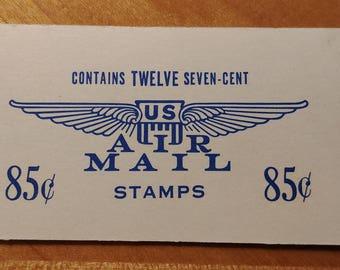 CONTAINS TWELVE SEVEN-CENT
US
AIR
MAIL
85¢ STAMPS 85¢